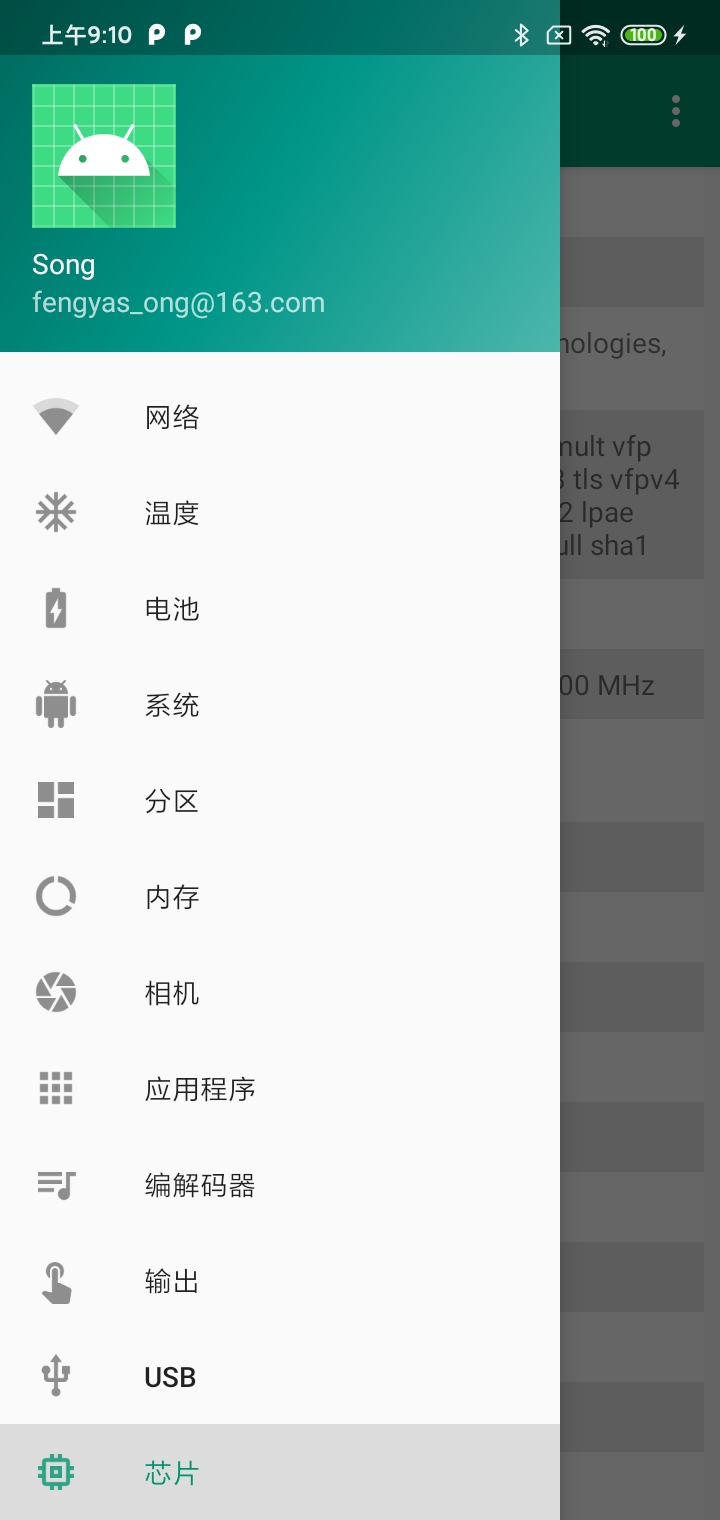 上午9:10
100
Song
fengyas_ong@163.com
网络
温度
电池
系统
分区
内存
相机
应用程序
编解码器
输出
USB
芯片
nologies,
mult vfp
tls vfpv4
2 lpae
ull sha1
00 MHz